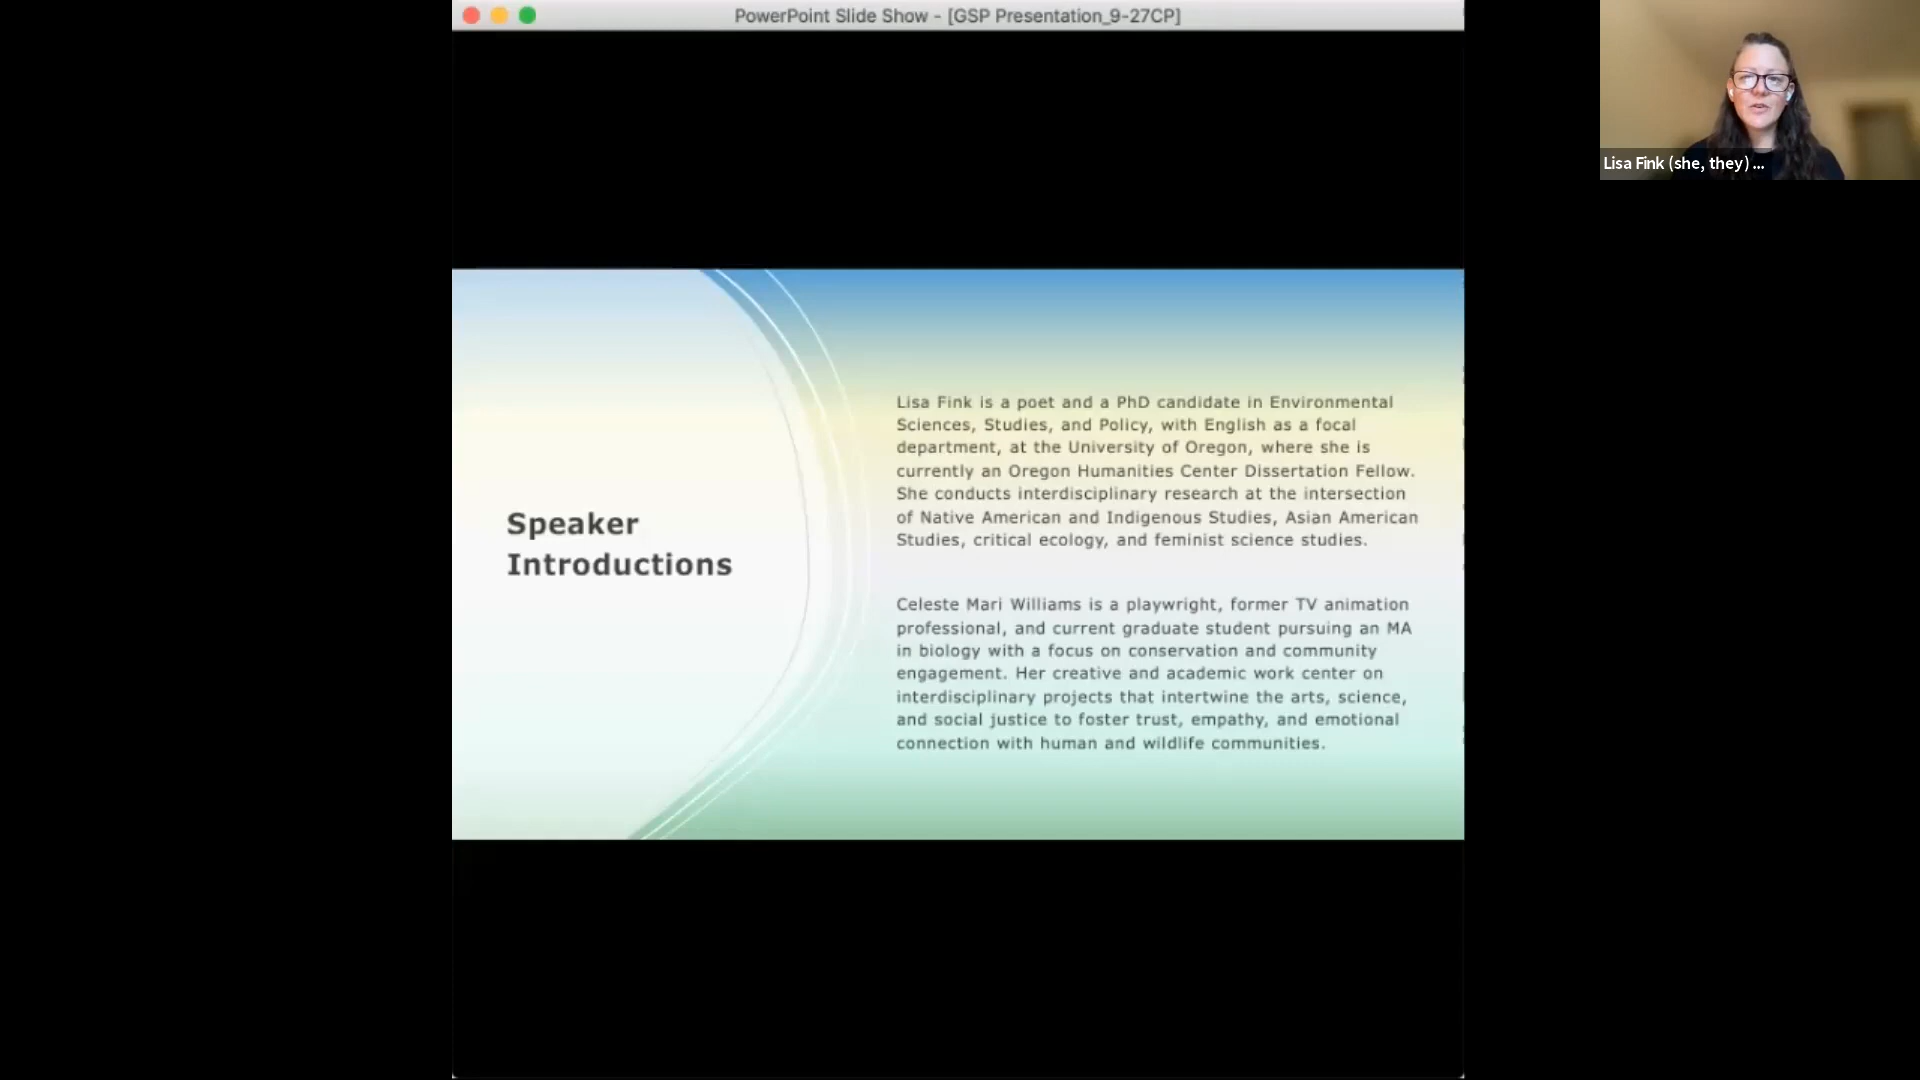 PowerPoint Slide Show - [GSP Presentation_9-27CP]
Lisa Fink (she, they) ...
Speaker
Introductions
Lisa Fink is a poet and a PhD candidate in Environmental
Sciences, Studies, and Policy, with English as a focal
department, at the University of Oregon, where she is
currently an Oregon Humanities Center Dissertation Fellow.
She conducts interdisciplinary research at the intersection
of Native American and Indigenous Studies, Asian American
Studies, critical ecology, and feminist science studies.
Celeste Mari Williams is a playwright, former TV animation
professional, and current graduate student pursuing an MA
in biology with a focus on conservation and community
engagement. Her creative and academic work center on
interdisciplinary projects that intertwine the arts, science,
and social justice to foster trust, empathy, and emotional
connection with human and wildlife communities.